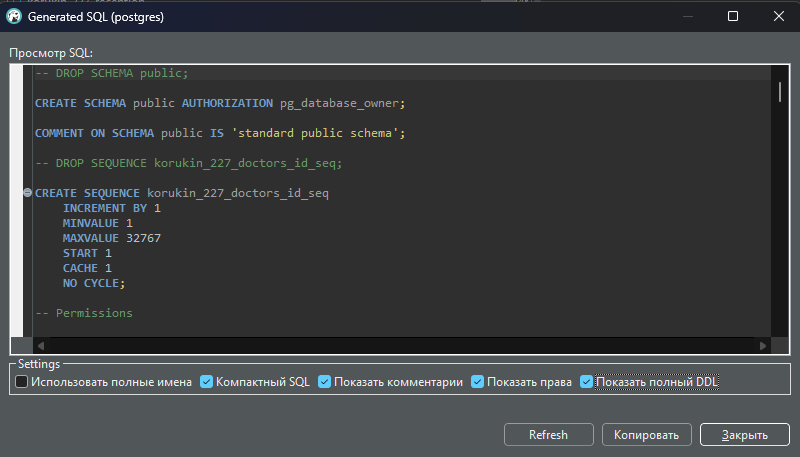 Generated SQL (postgres)
Просмотр SQL:
-- DROP SCHEMA public;
CREATE SCHEMA public AUTHORIZATION pg_database_owner;
COMMENT ON SCHEMA public IS 'standard public schema';
-- DROP SEQUENCE korukin_227_doctors_id_seq;
CREATE SEQUENCE korukin_227_doctors_id_seq
INCREMENT BY 1
MINVALUE 1
MAXVALUE 32767
START 1
CACHE 1
NO CYCLE;
-- Permissions
Settings
Использовать полные имена Компактный SQL Показать комментарии Показать права Показать полный DDL
Refresh Копировать Закрыть